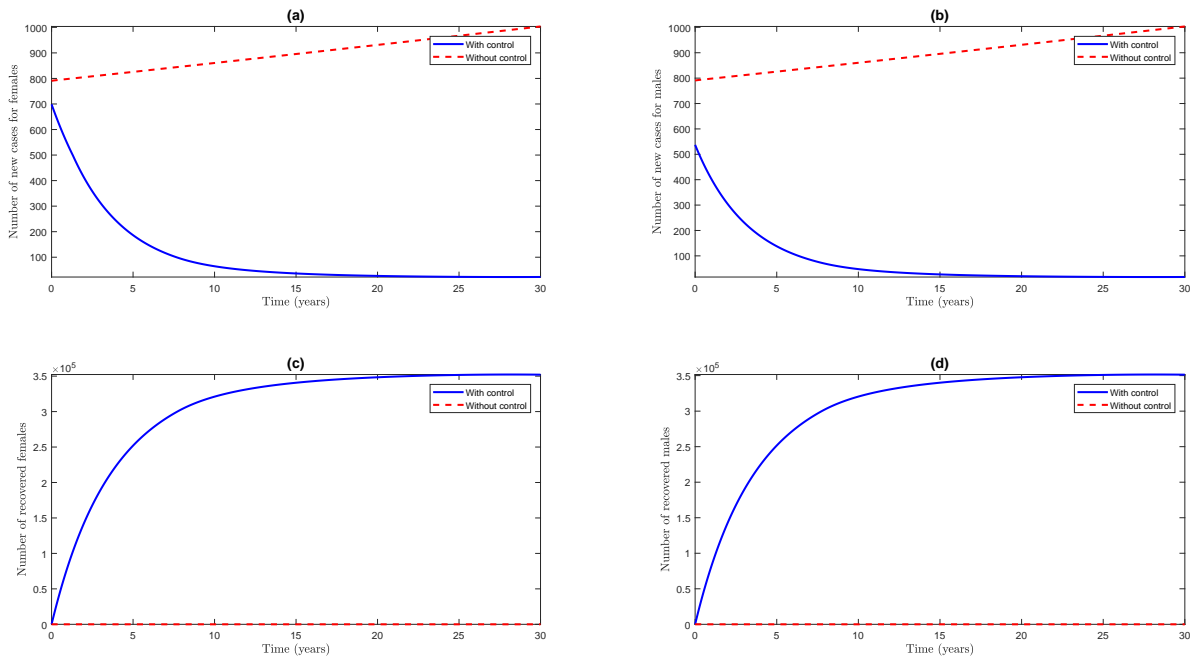 (a)
Number of new cases for females
1000
900
800
700
600
500
400
300
200
100
With control
Without control
0 5 10 15 20 25 30
Time (years)
(b)
Number of new cases for males
1000
900
800
700
600
500
400
300
200
100
With control
Without control
0 5 10 15 20 25 30
Time (years)
(c)
×10⁵
Number of recovered females
3.5
3
2.5
2
1.5
1
0.5
0
With control
Without control
0 5 10 15 20 25 30
Time (years)
(d)
×10⁵
Number of recovered males
3.5
3
2.5
2
1.5
1
0.5
0
With control
Without control
0 5 10 15 20 25 30
Time (years)